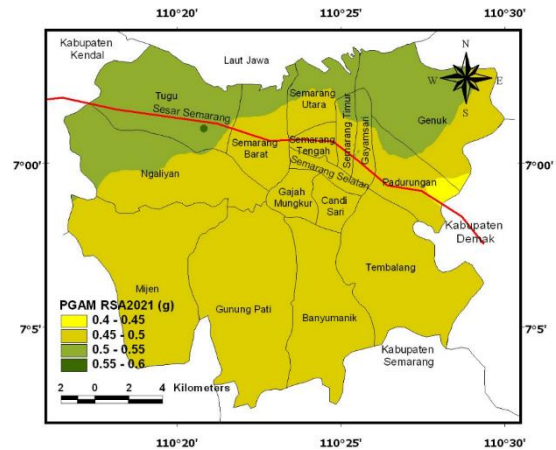 110°20' 110°25' 110°30'
Kabupaten
Kendal
Laut Jawa
N
W E
S
Tugu
Semarang
Utara
Genuk
Sesar Semarang
Semarang Timur
Gayamsari
7°00' 7°00'
Semarang
Barat
Semarang
Tengah
Ngaliyan
Semarang Selatan
Padurungan
Gajah
Mungkur
Candi
Sari
Kabupaten
Demak
Tembalang
Mijen
Gunung Pati
Banyumanik
PGAM RSA2021 (g)
0.4 - 0.45
0.45 - 0.5
0.5 - 0.55
0.55 - 0.6
7°5' 7°5'
Kabupaten
Semarang
2 0 2 4 Kilometers
110°20' 110°25' 110°30'